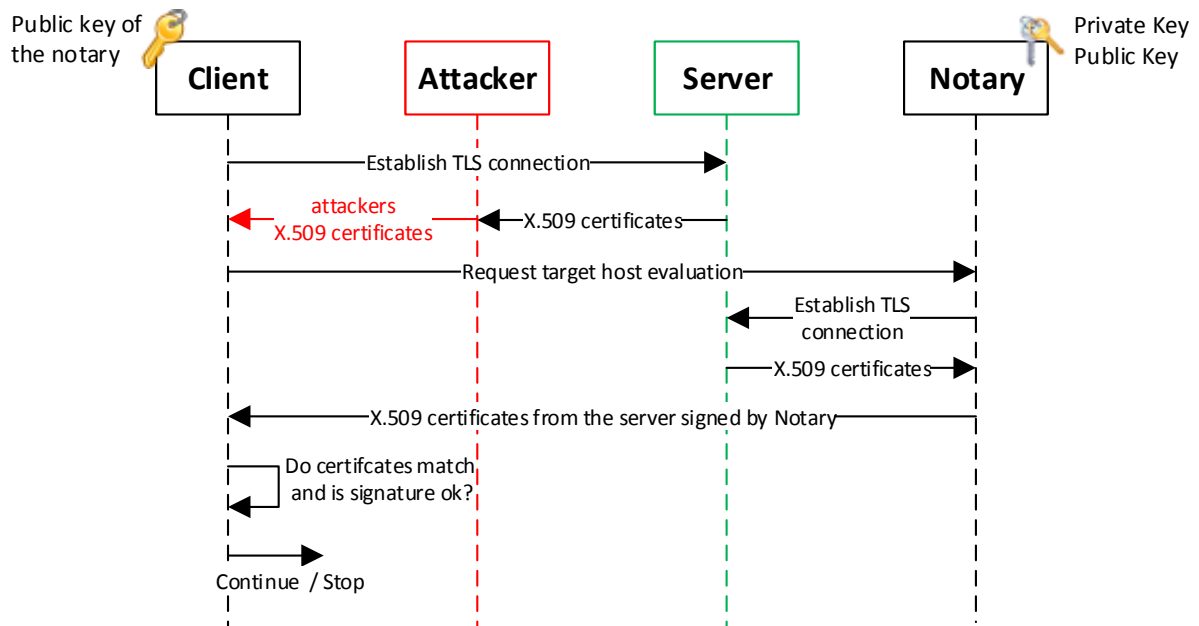 Public key of
the notary
Private Key
Public Key
Client
Attacker
Server
Notary
Establish TLS connection
attackers
X.509 certificates
X.509 certificates
Request target host evaluation
Establish TLS
connection
X.509 certificates
X.509 certificates from the server signed by Notary
Do certifcates match
and is signature ok?
Continue / Stop